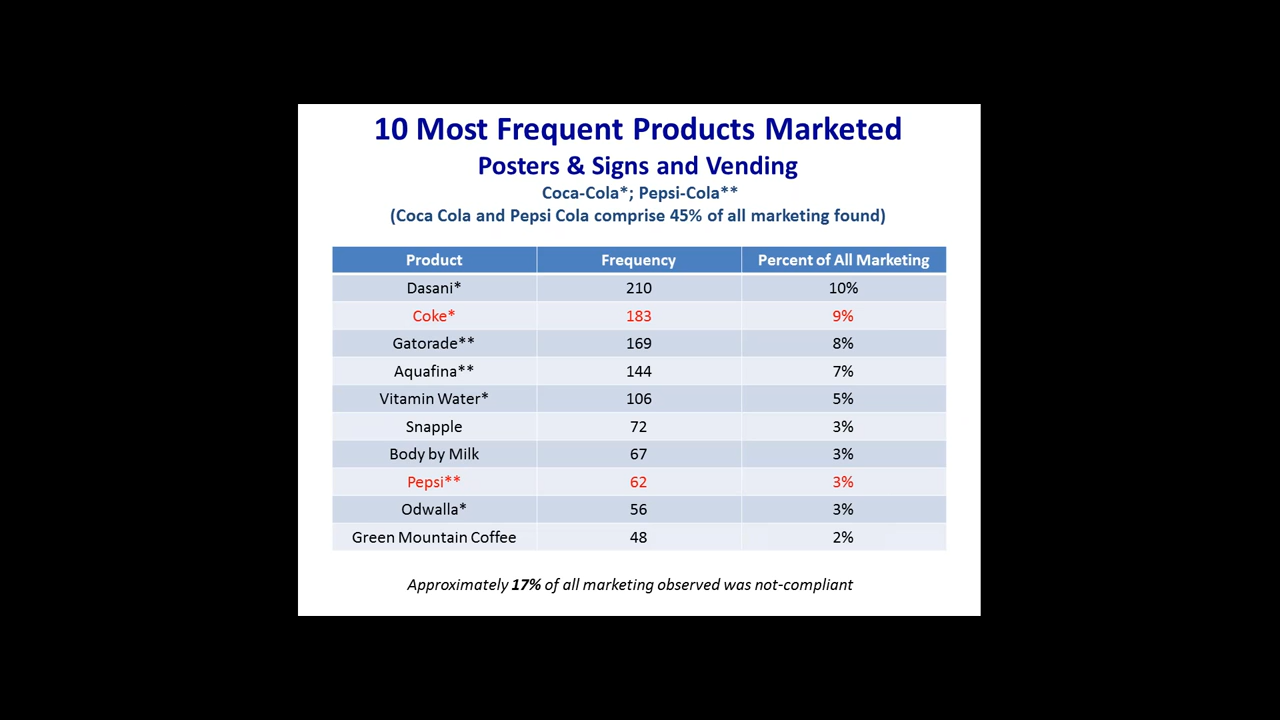 10 Most Frequent Products Marketed
Posters & Signs and Vending
Coca-Cola*; Pepsi-Cola**
(Coca Cola and Pepsi Cola comprise 45% of all marketing found)
Product Frequency Percent of All Marketing
Dasani* 210 10%
Coke* 183 9%
Gatorade** 169 8%
Aquafina** 144 7%
Vitamin Water* 106 5%
Snapple 72 3%
Body by Milk 67 3%
Pepsi** 62 3%
Odwalla* 56 3%
Green Mountain Coffee 48 2%
Approximately 17% of all marketing observed was not-compliant